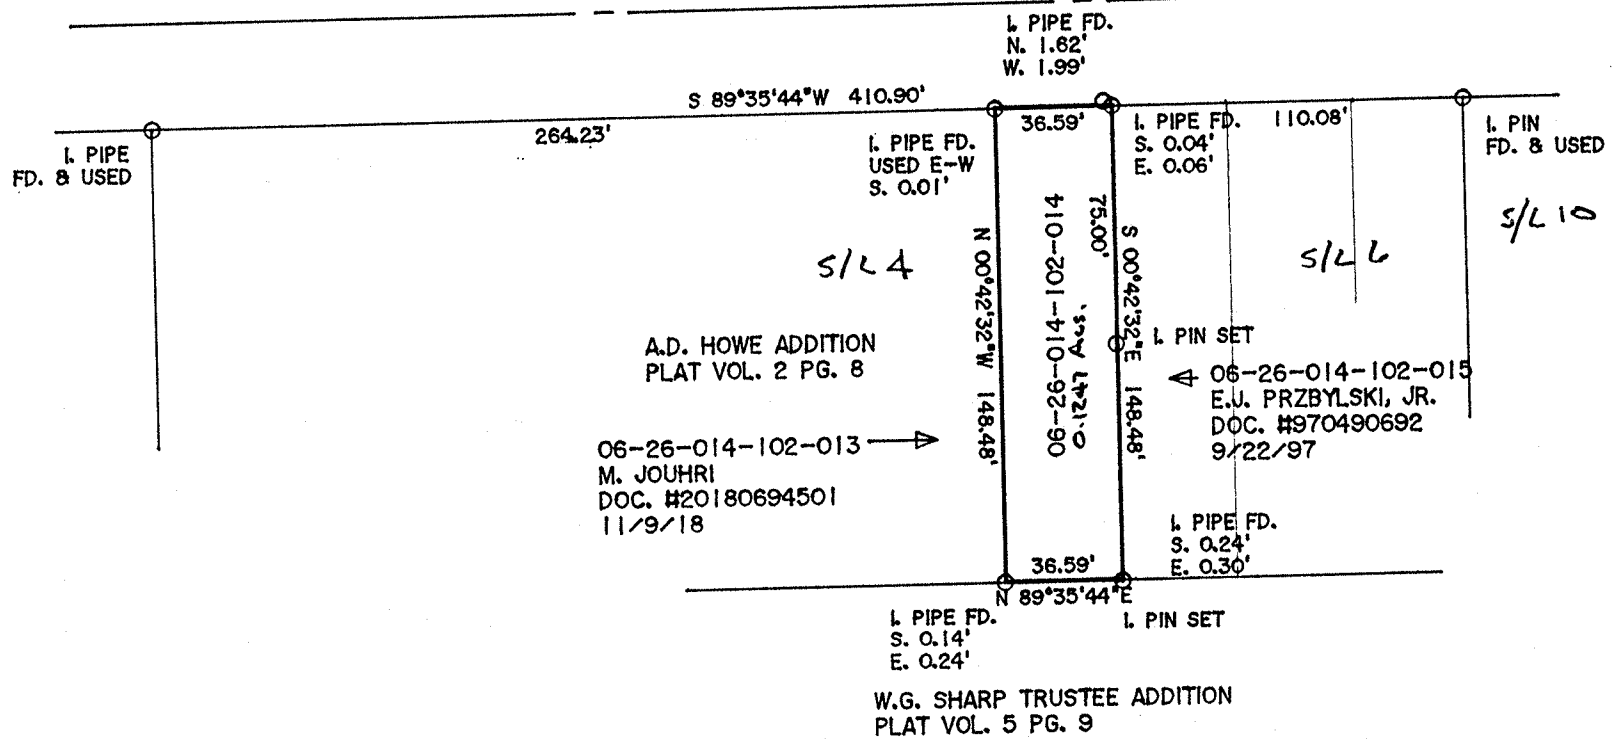 I. PIPE FD.
N. 1.62'
W. 1.99'
S 89°35'44"W 410.90'
264.23'
36.59'
110.08'
I. PIPE
FD. & USED
I. PIPE FD.
USED E-W
S. 0.01'
I. PIPE FD.
S. 0.04'
E. 0.06'
I. PIN
FD. & USED
S/L 4
S/L 6
S/L 10
N 00°42'32"W 148.48'
06-26-014-102-014
0.1247 Acs.
75.00'
S 00°42'32"E 148.48'
I. PIN SET
A.D. HOWE ADDITION
PLAT VOL. 2 PG. 8
06-26-014-102-015
E.J. PRZBYLSKI, JR.
DOC. #970490692
9/22/97
06-26-014-102-013
M. JOUHRI
DOC. #20180694501
11/9/18
I. PIPE FD.
S. 0.24'
E. 0.30'
36.59'
N 89°35'44"E
I. PIPE FD.
S. 0.14'
E. 0.24'
I. PIN SET
W.G. SHARP TRUSTEE ADDITION
PLAT VOL. 5 PG. 9